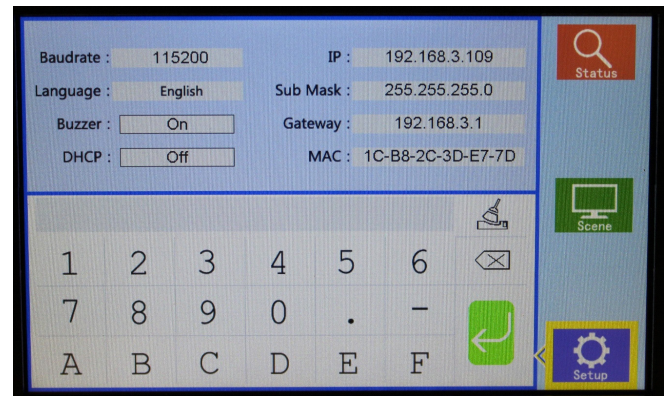 Baudrate : 115200 IP : 192.168.3.109
Language : English Sub Mask : 255.255.255.0
Buzzer : On Gateway : 192.168.3.1
DHCP : Off MAC : 1C-B8-2C-3D-E7-7D
1 2 3 4 5 6
7 8 9 0 . -
A B C D E F
Status
Scene
Setup